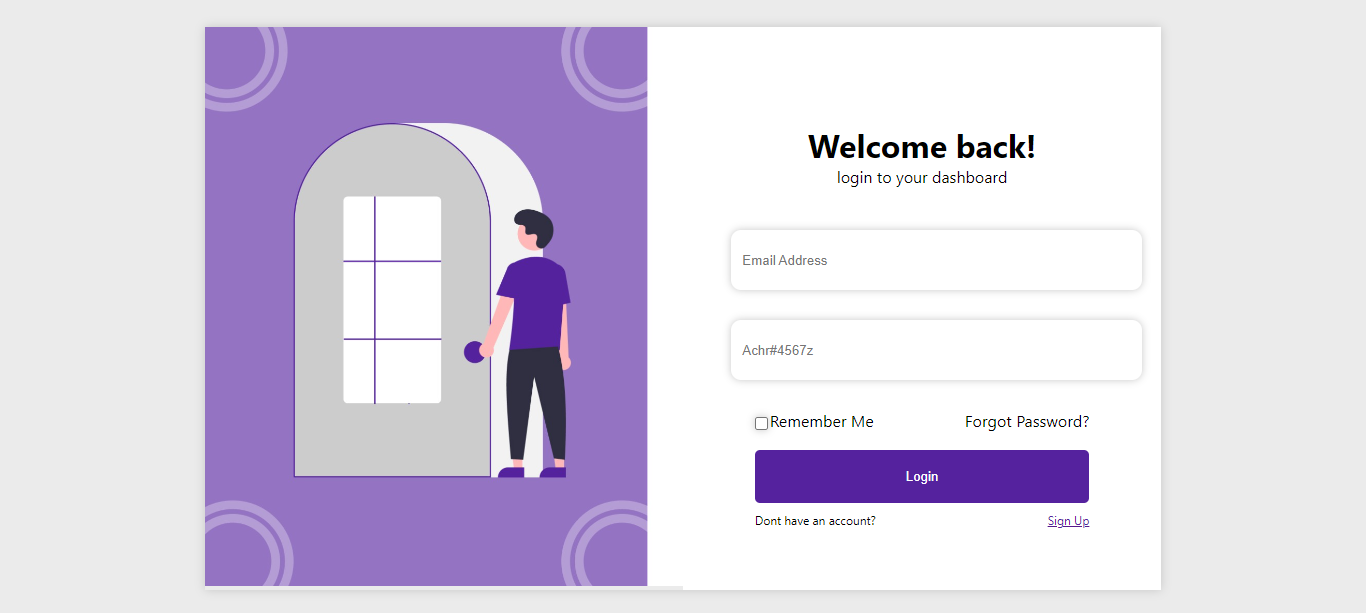 Welcome back!
login to your dashboard
Email Address
Achr#4567z
Remember Me
Forgot Password?
Login
Dont have an account?
Sign Up